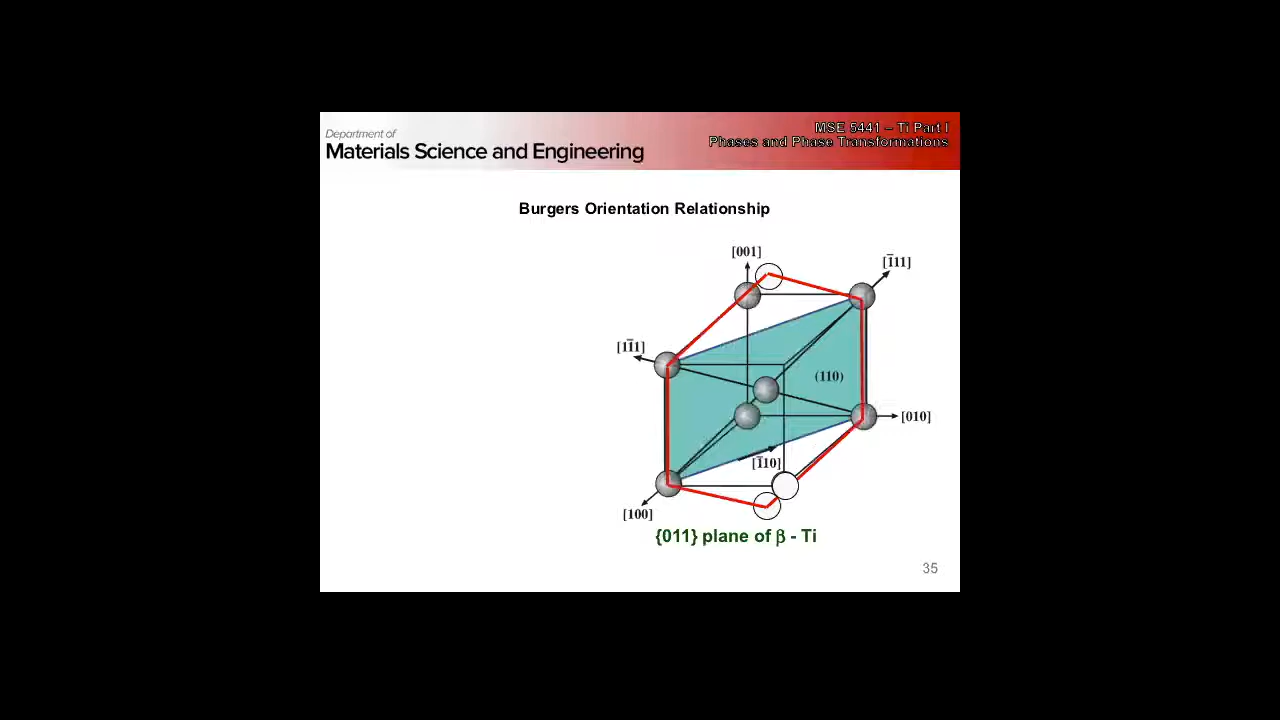 Department of
Materials Science and Engineering
MSE 5441 – Ti Part I
Phases and Phase Transformations
Burgers Orientation Relationship
[001]
[1̅11]
[11̅1]
(110)
[010]
[1̅10]
[100]
{011} plane of β - Ti
35